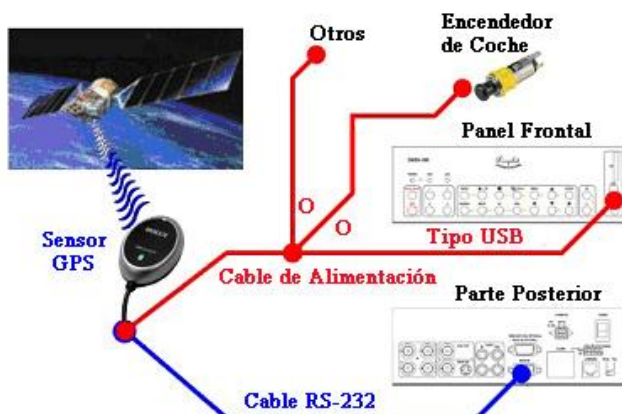 Otros
Encendedor
de Coche
Panel Frontal
O
O
Sensor
GPS
Tipo USB
Cable de Alimentación
Parte Posterior
Cable RS-232